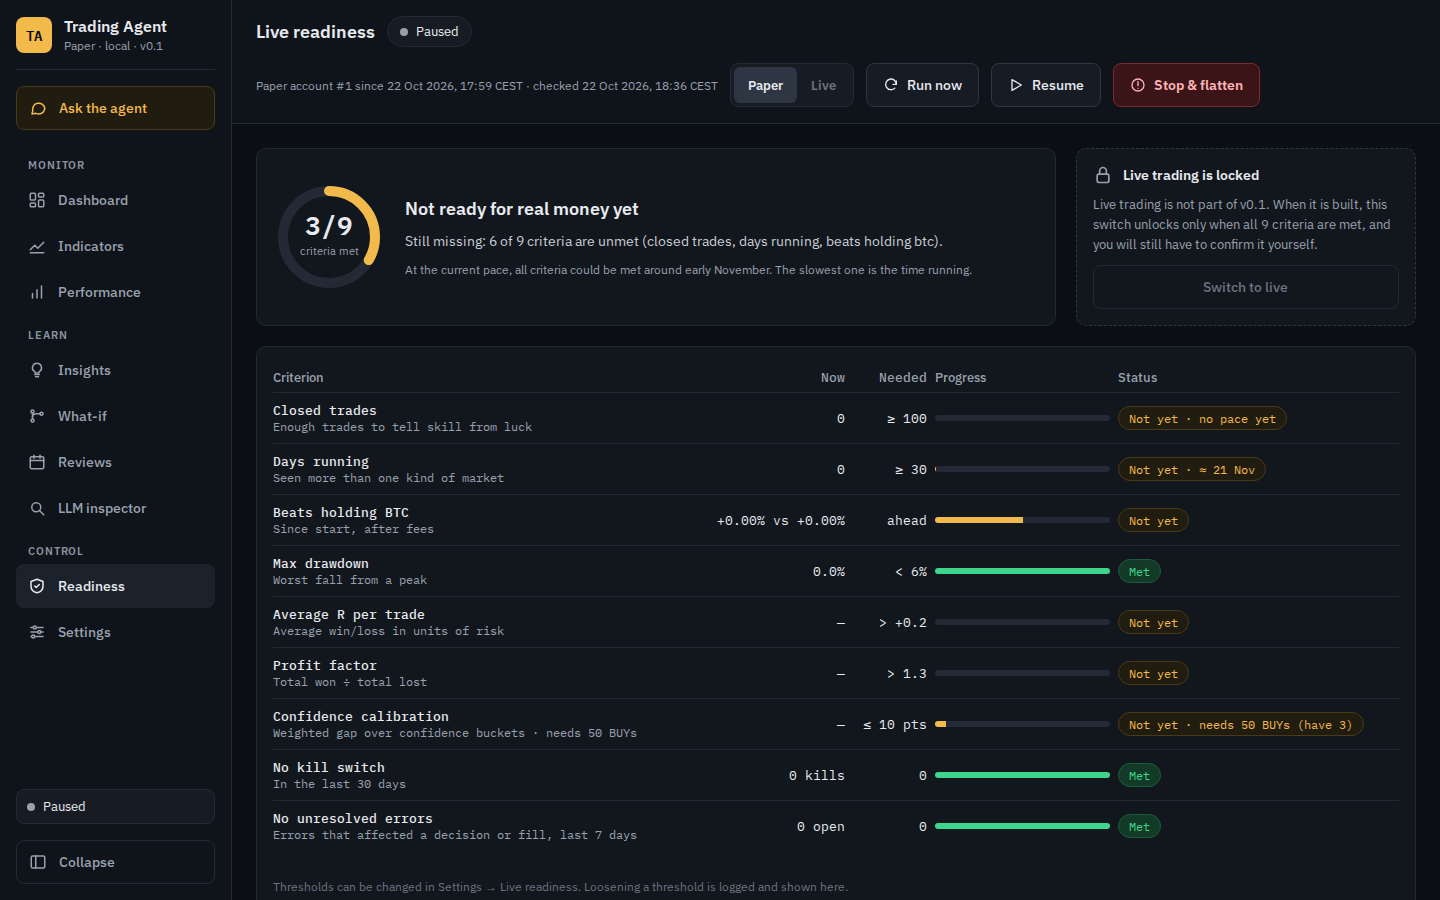 TA
Trading Agent
Paper · local · v0.1
Ask the agent
MONITOR
Dashboard
Indicators
Performance
LEARN
Insights
What-if
Reviews
LLM inspector
CONTROL
Readiness
Settings
Paused
Collapse
Live readiness
Paused
Paper account #1 since 22 Oct 2026, 17:59 CEST · checked 22 Oct 2026, 18:36 CEST
Paper
Live
Run now
Resume
Stop & flatten
3/9
criteria met
Not ready for real money yet
Still missing: 6 of 9 criteria are unmet (closed trades, days running, beats holding btc).
At the current pace, all criteria could be met around early November. The slowest one is the time running.
Live trading is locked
Live trading is not part of v0.1. When it is built, this
switch unlocks only when all 9 criteria are met, and
you will still have to confirm it yourself.
Switch to live
Criterion Now Needed Progress Status
Closed trades
Enough trades to tell skill from luck
0 ≥ 100 Not yet · no pace yet
Days running
Seen more than one kind of market
0 ≥ 30 Not yet · ≈ 21 Nov
Beats holding BTC
Since start, after fees
+0.00% vs +0.00% ahead Not yet
Max drawdown
Worst fall from a peak
0.0% < 6% Met
Average R per trade
Average win/loss in units of risk
— > +0.2 Not yet
Profit factor
Total won ÷ total lost
— > 1.3 Not yet
Confidence calibration
Weighted gap over confidence buckets · needs 50 BUYs
— ≤ 10 pts Not yet · needs 50 BUYs (have 3)
No kill switch
In the last 30 days
0 kills 0 Met
No unresolved errors
Errors that affected a decision or fill, last 7 days
0 open 0 Met
Thresholds can be changed in Settings → Live readiness. Loosening a threshold is logged and shown here.